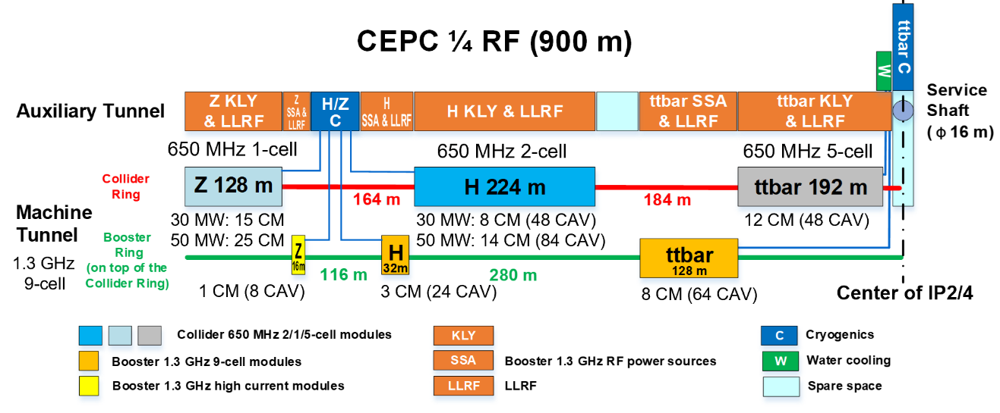 CEPC ¼ RF (900 m)
ttbar C
W
Auxiliary Tunnel
Z KLY
& LLRF
Z
SSA &
LLRF
H/Z
C
H
SSA & LLRF
H KLY & LLRF
ttbar SSA
& LLRF
ttbar KLY
& LLRF
Service
Shaft
( φ 16 m)
650 MHz 1-cell
650 MHz 2-cell
650 MHz 5-cell
Collider
Ring
Z 128 m
164 m
H 224 m
184 m
ttbar 192 m
Machine
Tunnel
30 MW: 15 CM
50 MW: 25 CM
30 MW: 8 CM (48 CAV)
50 MW: 14 CM (84 CAV)
12 CM (48 CAV)
1.3 GHz
9-cell
Booster
Ring
(on top of the
Collider Ring)
Z
16m
116 m
H
32m
280 m
ttbar
128 m
1 CM (8 CAV)
3 CM (24 CAV)
8 CM (64 CAV)
Center of IP2/4
Collider 650 MHz 2/1/5-cell modules
Booster 1.3 GHz 9-cell modules
Booster 1.3 GHz high current modules
KLY
SSA
Booster 1.3 GHz RF power sources
LLRF
LLRF
C
Cryogenics
W
Water cooling
Spare space